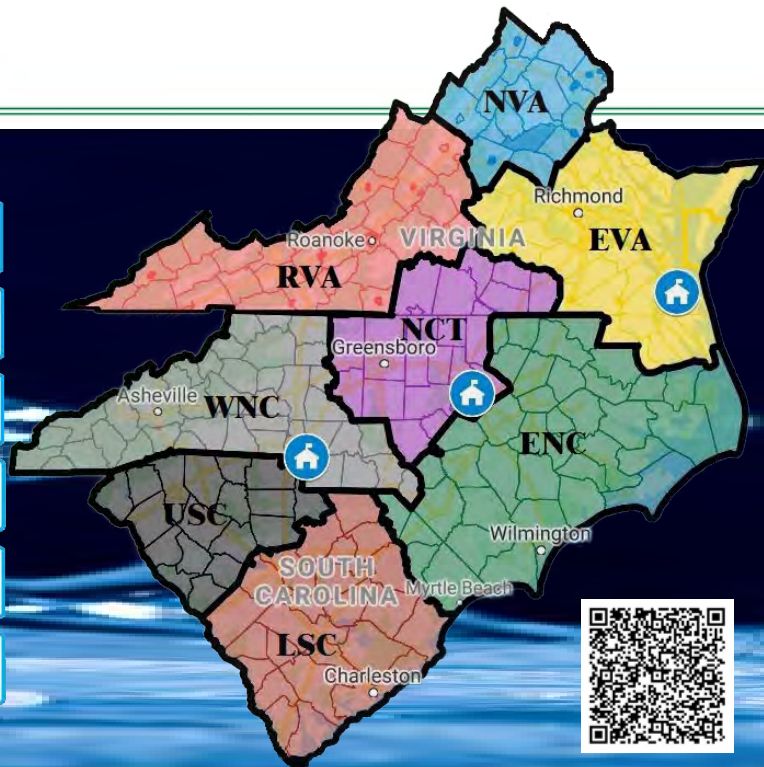 NVA
Richmond
EVA
Roanoke
VIRGINIA
RVA
NCT
Greensboro
Asheville
WNC
ENC
USC
Wilmington
SOUTH
CAROLINA
Myrtle Beach
LSC
Charleston